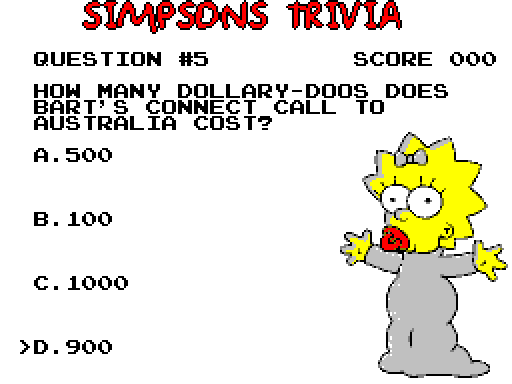 SIMPSONS TRIVIA
QUESTION #5 SCORE 000
HOW MANY DOLLARY-DOOS DOES
BART'S CONNECT CALL TO
AUSTRALIA COST?
A.500
B.100
C.1000
>D.900